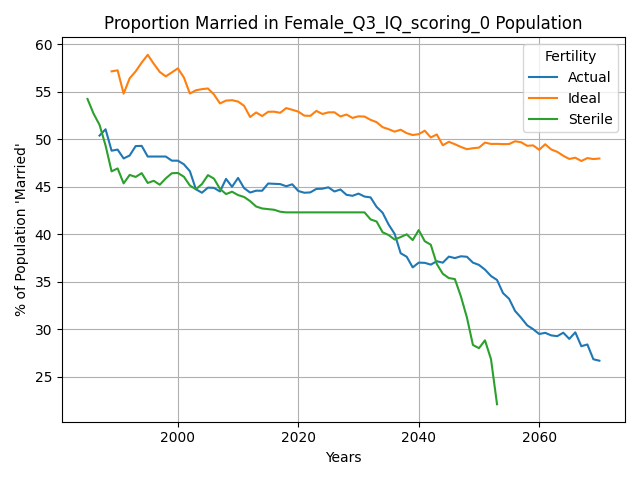 Proportion Married in Female_Q3_IQ_scoring_0 Population
% of Population 'Married'
60
55
50
45
40
35
30
25
Fertility
Actual
Ideal
Sterile
2000
2020
2040
2060
Years